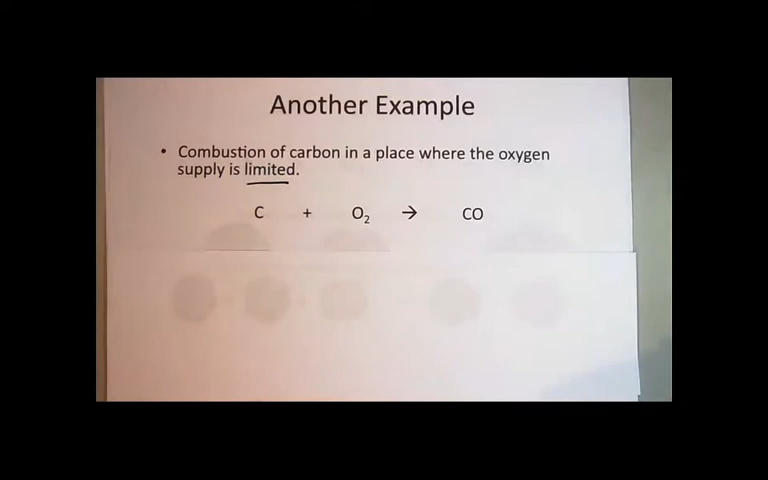 Another Example
• Combustion of carbon in a place where the oxygen
supply is limited.
C + O₂ → CO